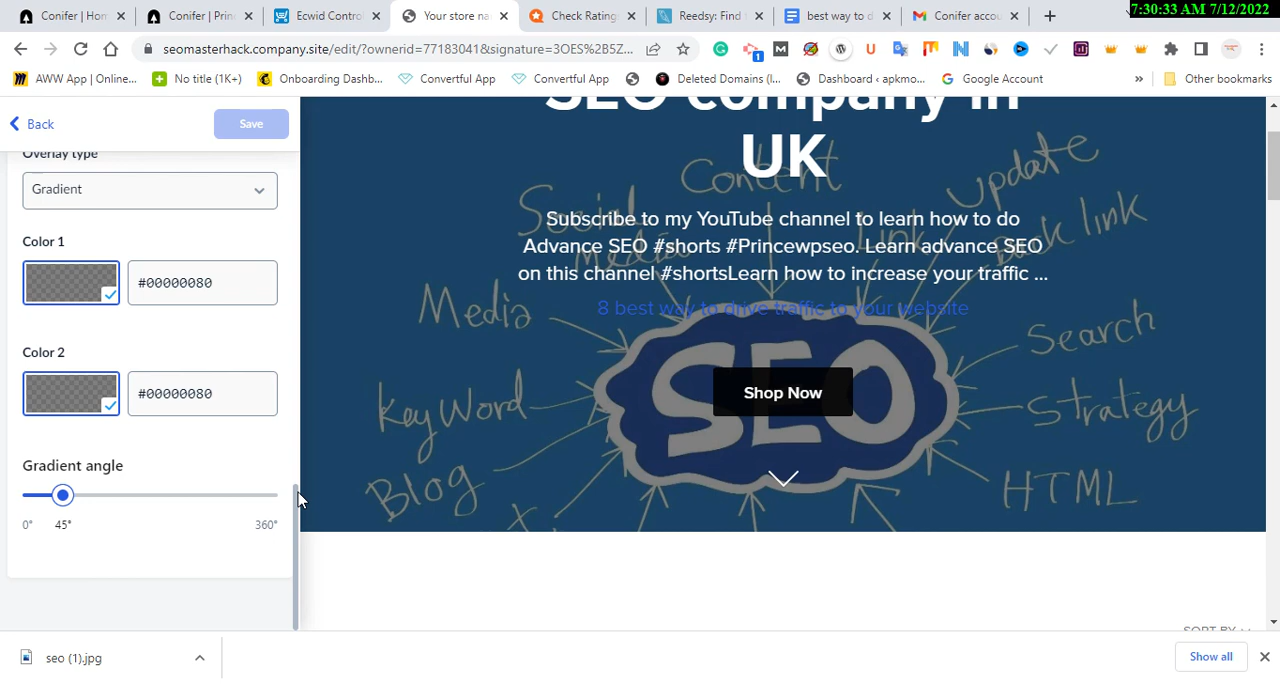 7:30:33 AM 7/12/2022
Conifer | Hom
Conifer | Prin
Ecwid Contro
Your store na
Check Rating
Reedsy: Find
best way to d
Conifer accou
seomasterhack.company.site/edit/?ownerid=77183041&signature=3OES%2B5Z...
AWW App | Online...
No title (1K+)
Onboarding Dashb...
Convertful App
Convertful App
Deleted Domains (l...
Dashboard ‹ apkmo...
Google Account
»
Other bookmarks
Back
Save
Overlay type
Gradient
Color 1
#00000080
Color 2
#00000080
Gradient angle
0°
45°
360°
SEO company in
UK
Subscribe to my YouTube channel to learn how to do
Advance SEO #shorts #Princewpseo. Learn advance SEO
on this channel #shortsLearn how to increase your traffic ...
8 best way to drive traffic to your website
Shop Now
Content
update
Social
Media
Link
Back link
Media
Search
KeyWord
SEO
Strategy
Blog
HTML
SORT BY
seo (1).jpg
Show all